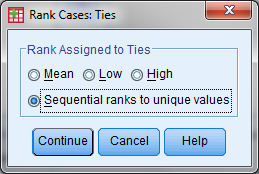 Rank Cases: Ties
Rank Assigned to Ties
Mean Low High
Sequential ranks to unique values
Continue Cancel Help